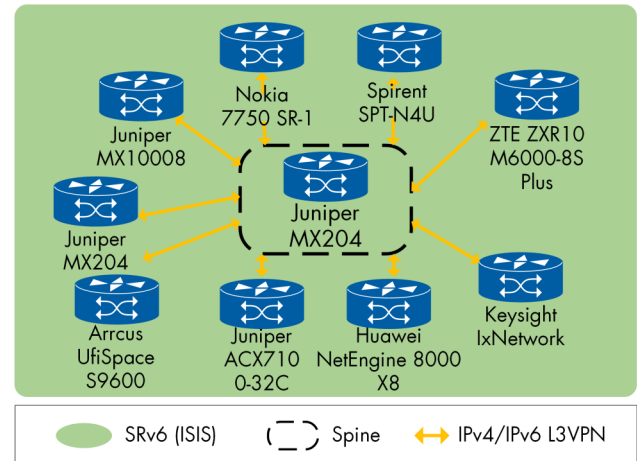 Nokia
7750 SR-1
Spirent
SPT-N4U
Juniper
MX10008
ZTE ZXR10
M6000-8S
Plus
Juniper
MX204
Juniper
MX204
Arrcus
UfiSpace
S9600
Juniper
ACX710
0-32C
Huawei
NetEngine 8000
X8
Keysight
IxNetwork
SRv6 (ISIS)
Spine
IPv4/IPv6 L3VPN